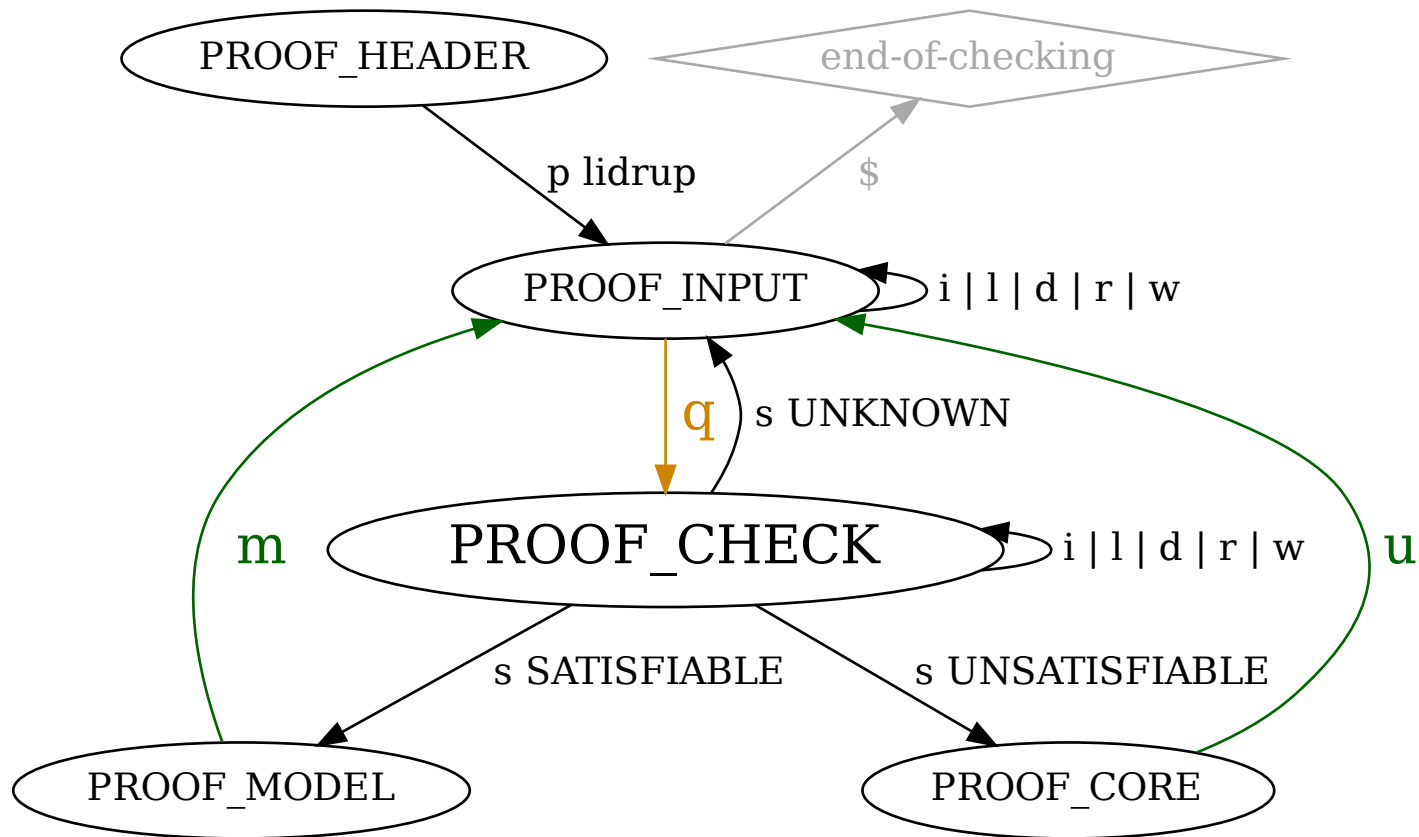 PROOF_HEADER
end-of-checking
p lidrup
$
PROOF_INPUT
i | l | d | r | w
q
s UNKNOWN
m
PROOF_CHECK
i | l | d | r | w
u
s SATISFIABLE
s UNSATISFIABLE
PROOF_MODEL
PROOF_CORE